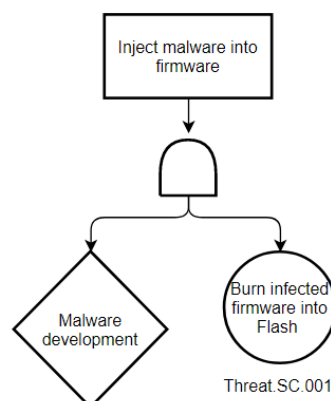 Inject malware into
firmware
Malware
development
Burn infected
firmware into
Flash
Threat.SC.001